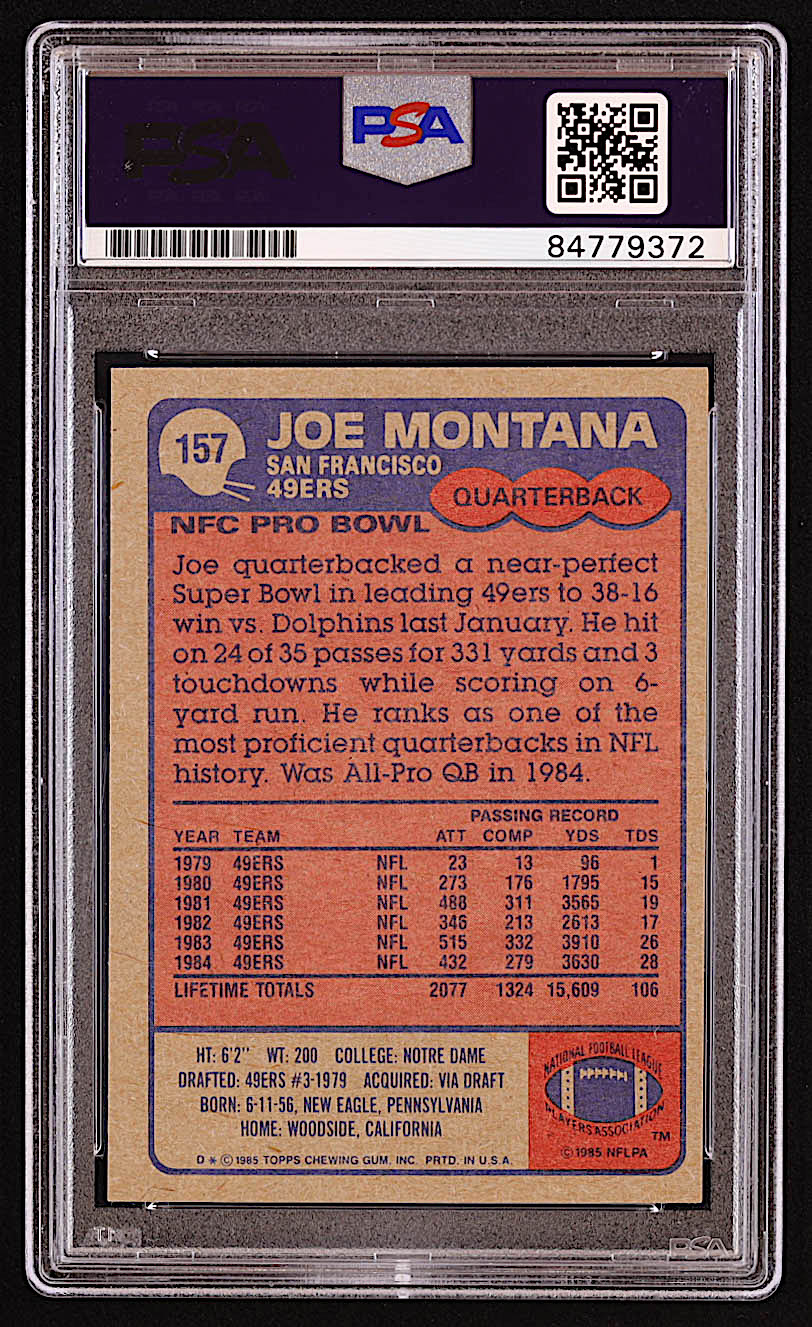 PSA
PSA
84779372
157
JOE MONTANA
SAN FRANCISCO
49ERS
QUARTERBACK
NFC PRO BOWL
Joe quarterbacked a near-perfect
Super Bowl in leading 49ers to 38-16
win vs. Dolphins last January. He hit
on 24 of 35 passes for 331 yards and 3
touchdowns while scoring on 6-
yard run. He ranks as one of the
most proficient quarterbacks in NFL
history. Was All-Pro QB in 1984.
PASSING RECORD
YEAR TEAM ATT COMP YDS TDS
1979 49ERS NFL 23 13 96 1
1980 49ERS NFL 273 176 1795 15
1981 49ERS NFL 488 311 3565 19
1982 49ERS NFL 346 213 2613 17
1983 49ERS NFL 515 332 3910 26
1984 49ERS NFL 432 279 3630 28
LIFETIME TOTALS 2077 1324 15,609 106
HT: 6'2" WT: 200 COLLEGE: NOTRE DAME
DRAFTED: 49ERS #3-1979 ACQUIRED: VIA DRAFT
BORN: 6-11-56, NEW EAGLE, PENNSYLVANIA
HOME: WOODSIDE, CALIFORNIA
D * © 1985 TOPPS CHEWING GUM, INC. PRTD. IN U.S.A.
NATIONAL FOOTBALL LEAGUE
PLAYERS ASSOCIATION
TM
© 1985 NFLPA
PSA